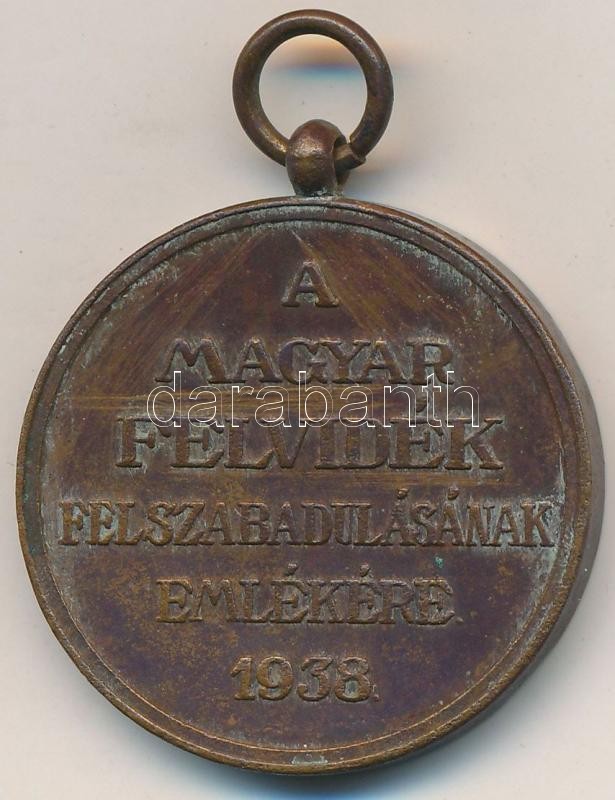 A
MAGYAR
darabanth
FELVIDÉK
FELSZABADULÁSÁNAK
EMLÉKÉRE
1938.